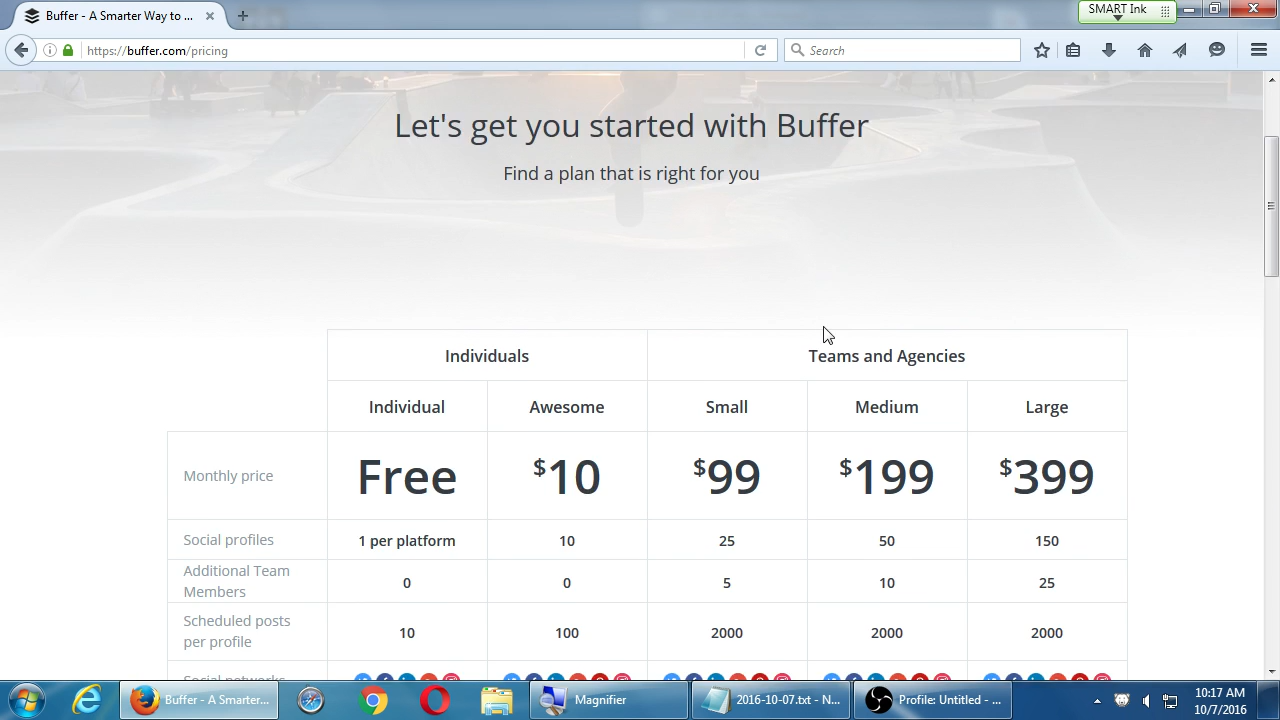 Buffer - A Smarter Way to ...
SMART Ink
https://buffer.com/pricing
Search
Let's get you started with Buffer
Find a plan that is right for you
Individuals
Teams and Agencies
Individual
Awesome
Small
Medium
Large
Monthly price
Free
$10
$99
$199
$399
Social profiles
1 per platform
10
25
50
150
Additional Team
Members
0
0
5
10
25
Scheduled posts
per profile
10
100
2000
2000
2000
Social networks
Buffer - A Smarter...
Magnifier
2016-10-07.txt - N...
Profile: Untitled - ...
10:17 AM
10/7/2016